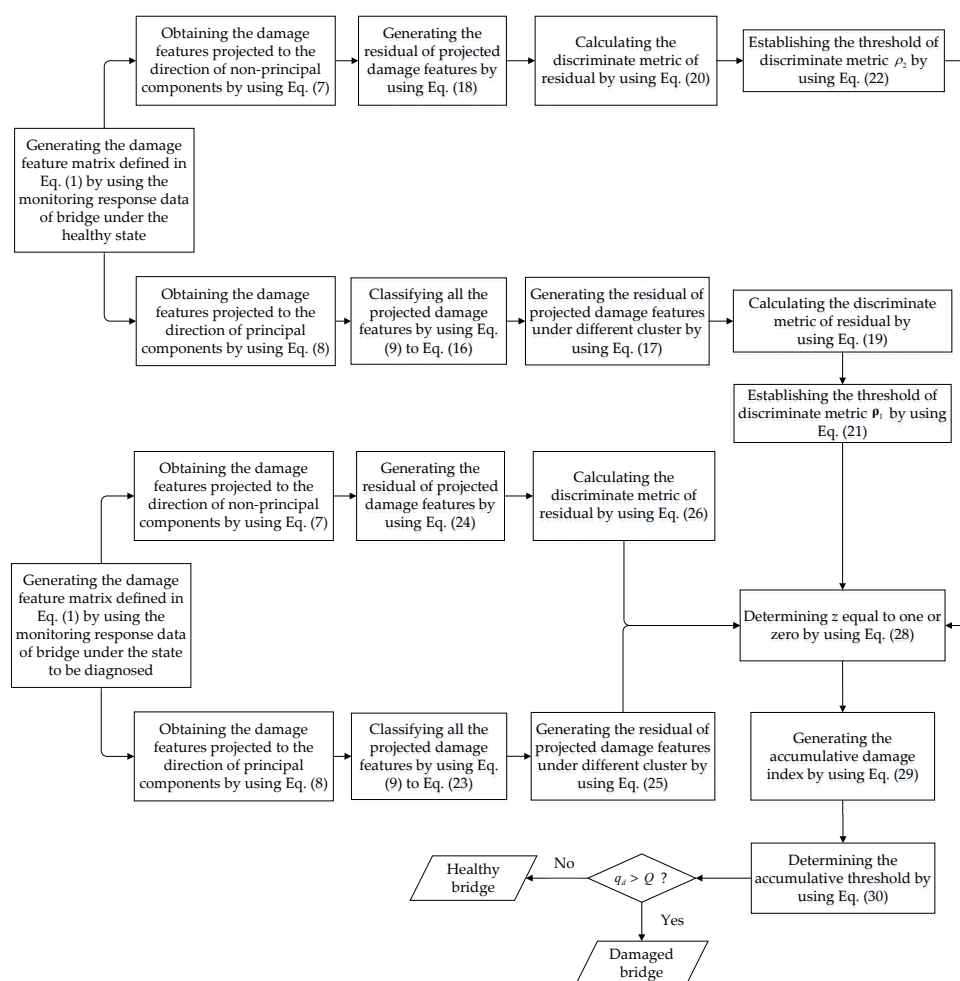 Obtaining the damage
features projected to the
direction of non-principal
components by using Eq. (7)
Generating the
residual of projected
damage features by
using Eq. (18)
Calculating the
discriminate metric of
residual by using Eq. (20)
Establishing the threshold of
discriminate metric ρ₂ by
using Eq. (22)
Generating the damage
feature matrix defined in
Eq. (1) by using the
monitoring response data
of bridge under the
healthy state
Obtaining the damage
features projected to the
direction of principal
components by using Eq. (8)
Classifying all the
projected damage
features by using Eq.
(9) to Eq. (16)
Generating the residual of
projected damage features
under different cluster by
using Eq. (17)
Calculating the discriminate
metric of residual by
using Eq. (19)
Establishing the threshold of
discriminate metric ρ₁ by using
Eq. (21)
Obtaining the damage
features projected to the
direction of non-principal
components by using Eq. (7)
Generating the
residual of projected
damage features by
using Eq. (24)
Calculating the
discriminate metric of
residual by using Eq. (26)
Generating the damage
feature matrix defined in
Eq. (1) by using the
monitoring response data
of bridge under the state
to be diagnosed
Determining z equal to one or
zero by using Eq. (28)
Obtaining the damage
features projected to the
direction of principal
components by using Eq. (8)
Classifying all the
projected damage
features by using Eq.
(9) to Eq. (23)
Generating the residual of
projected damage features
under different cluster by
using Eq. (25)
Generating the
accumulative damage
index by using Eq. (29)
Determining the
accumulative threshold by
using Eq. (30)
q_d > Q ?
No
Healthy
bridge
Yes
Damaged
bridge